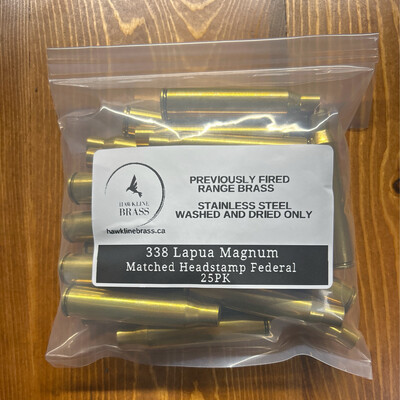 HAWKLINE
BRASS
hawklinebrass.ca
PREVIOUSLY FIRED
RANGE BRASS
STAINLESS STEEL
WASHED AND DRIED ONLY
338 Lapua Magnum
Matched Headstamp Federal
25PK